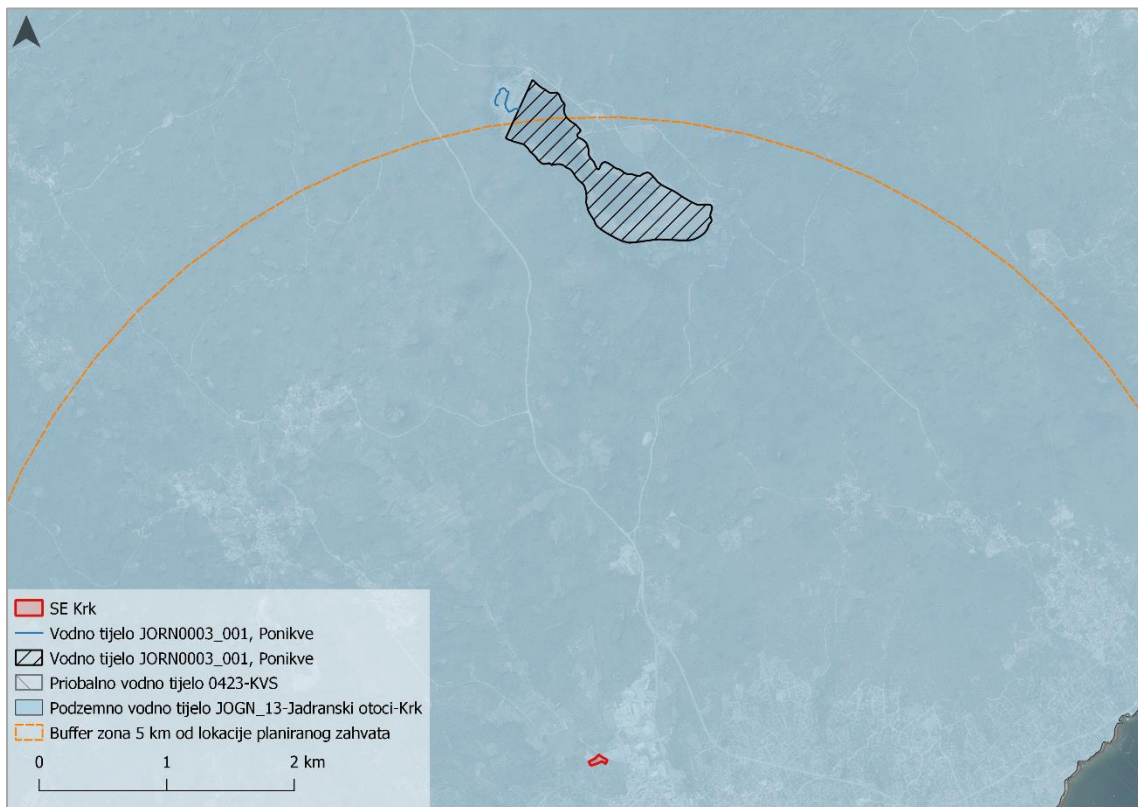 SE Krk
Vodno tijelo JORN0003_001, Ponikve
Vodno tijelo JORN0003_001, Ponikve
Priobalno vodno tijelo 0423-KVS
Podzemno vodno tijelo JOGN_13-Jadranski otoci-Krk
Buffer zona 5 km od lokacije planiranog zahvata
0 1 2 km